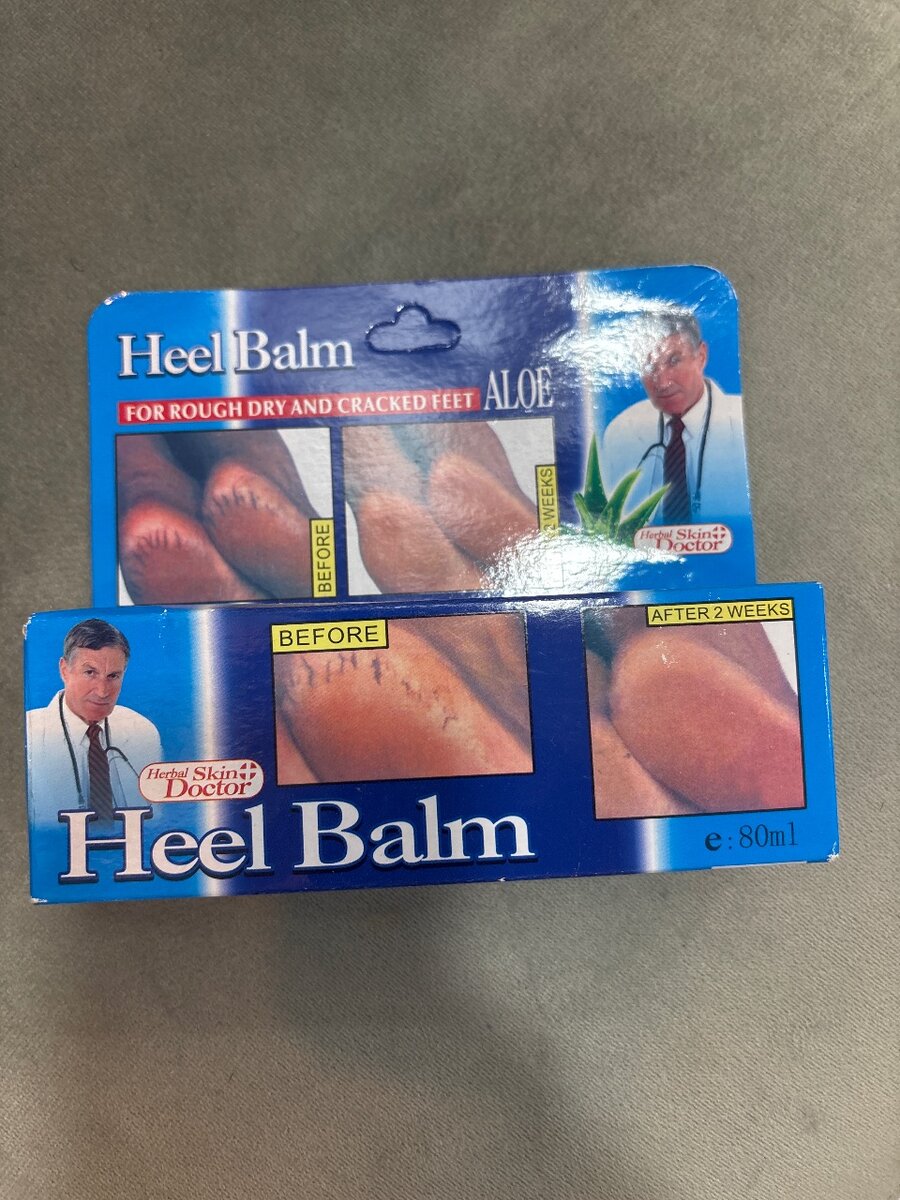 Heel Balm
FOR ROUGH DRY AND CRACKED FEET ALOE
BEFORE
2 WEEKS
Herbal Skin
Doctor
BEFORE
AFTER 2 WEEKS
Herbal Skin
Doctor
Heel Balm
e: 80ml